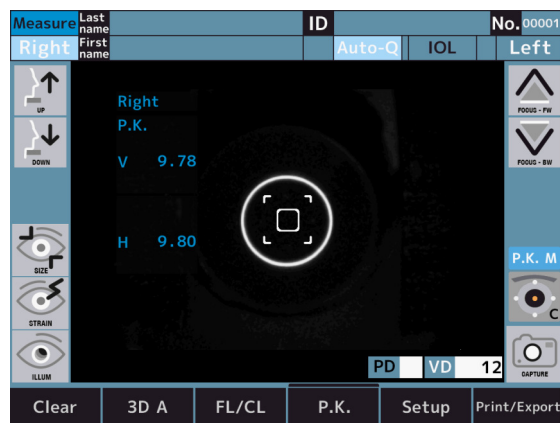 Measure Last name ID No. 00001
Right First name Auto-Q IOL Left
UP
DOWN
SIZE
STRAIN
ILLUM
Right
P.K.
V 9.78
H 9.80
FOCUS - FW
FOCUS - BW
P.K. M
C
CAPTURE
PD VD 12
Clear 3D A FL/CL P.K. Setup Print/Export